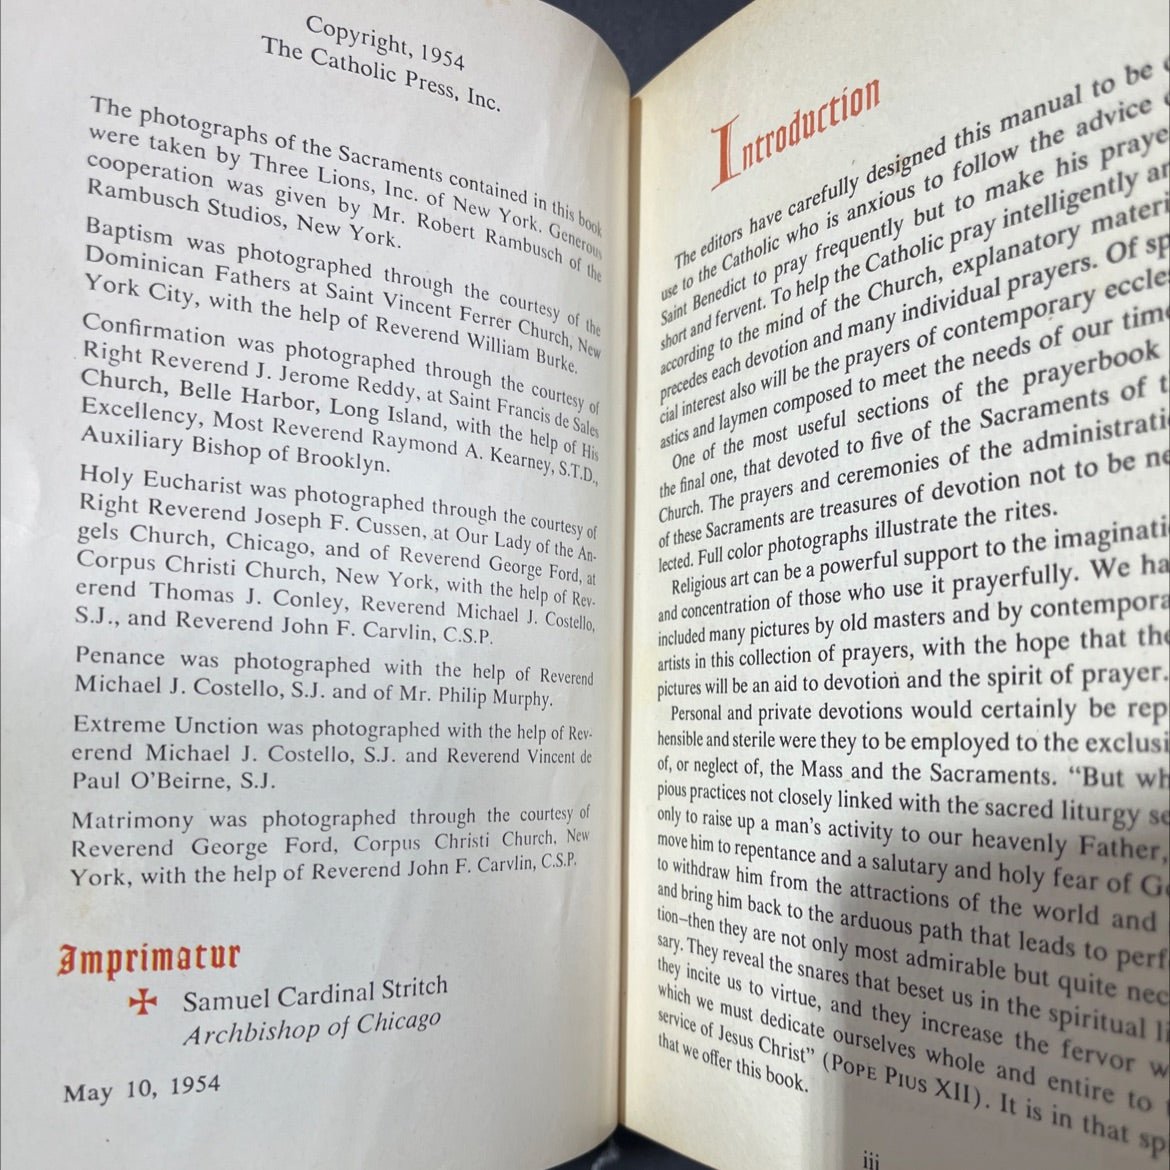 Copyright, 1954
The Catholic Press, Inc.
The photographs of the Sacraments contained in this book
were taken by Three Lions, Inc. of New York. Generous
cooperation was given by Mr. Robert Rambusch of the
Rambusch Studios, New York.
Baptism was photographed through the courtesy of the
Dominican Fathers at Saint Vincent Ferrer Church, New
York City, with the help of Reverend William Burke.
Confirmation was photographed through the courtesy of
Right Reverend J. Jerome Reddy, at Saint Francis de Sales
Church, Belle Harbor, Long Island, with the help of His
Excellency, Most Reverend Raymond A. Kearney, S.T.D.,
Auxiliary Bishop of Brooklyn.
Holy Eucharist was photographed through the courtesy of
Right Reverend Joseph F. Cussen, at Our Lady of the An-
gels Church, Chicago, and of Reverend George Ford, at
Corpus Christi Church, New York, with the help of Rev-
erend Thomas J. Conley, Reverend Michael J. Costello,
S.J., and Reverend John F. Carvlin, C.S.P.
Penance was photographed with the help of Reverend
Michael J. Costello, S.J. and of Mr. Philip Murphy.
Extreme Unction was photographed with the help of Rev-
erend Michael J. Costello, S.J. and Reverend Vincent de
Paul O'Beirne, S.J.
Matrimony was photographed through the courtesy of
Reverend George Ford, Corpus Christi Church, New
York, with the help of Reverend John F. Carvlin, C.S.P.
Imprimatur
✠ Samuel Cardinal Stritch
Archbishop of Chicago
May 10, 1954
Introduction
The editors have carefully designed this manual to be
use to the Catholic who is anxious to follow the advice
Saint Benedict to pray frequently but to make his praye
short and fervent. To help the Catholic pray intelligently an
according to the mind of the Church, explanatory materi
precedes each devotion and many individual prayers. Of sp
cial interest also will be the prayers of contemporary eccles
astics and laymen composed to meet the needs of our time
One of the most useful sections of the prayerbook
the final one, that devoted to five of the Sacraments of t
Church. The prayers and ceremonies of the administrati
of these Sacraments are treasures of devotion not to be ne
lected. Full color photographs illustrate the rites.
Religious art can be a powerful support to the imaginati
and concentration of those who use it prayerfully. We ha
included many pictures by old masters and by contempora
artists in this collection of prayers, with the hope that the
pictures will be an aid to devotion and the spirit of prayer.
Personal and private devotions would certainly be rep
hensible and sterile were they to be employed to the exclusi
of, or neglect of, the Mass and the Sacraments. "But wh
pious practices not closely linked with the sacred liturgy se
only to raise up a man's activity to our heavenly Father,
move him to repentance and a salutary and holy fear of Go
to withdraw him from the attractions of the world and
and bring him back to the arduous path that leads to perf
tion–then they are not only most admirable but quite nec
sary. They reveal the snares that beset us in the spiritual li
they incite us to virtue, and they increase the fervor w
which we must dedicate ourselves whole and entire to
service of Jesus Christ" (POPE PIUS XII). It is in that sp
that we offer this book.
iii